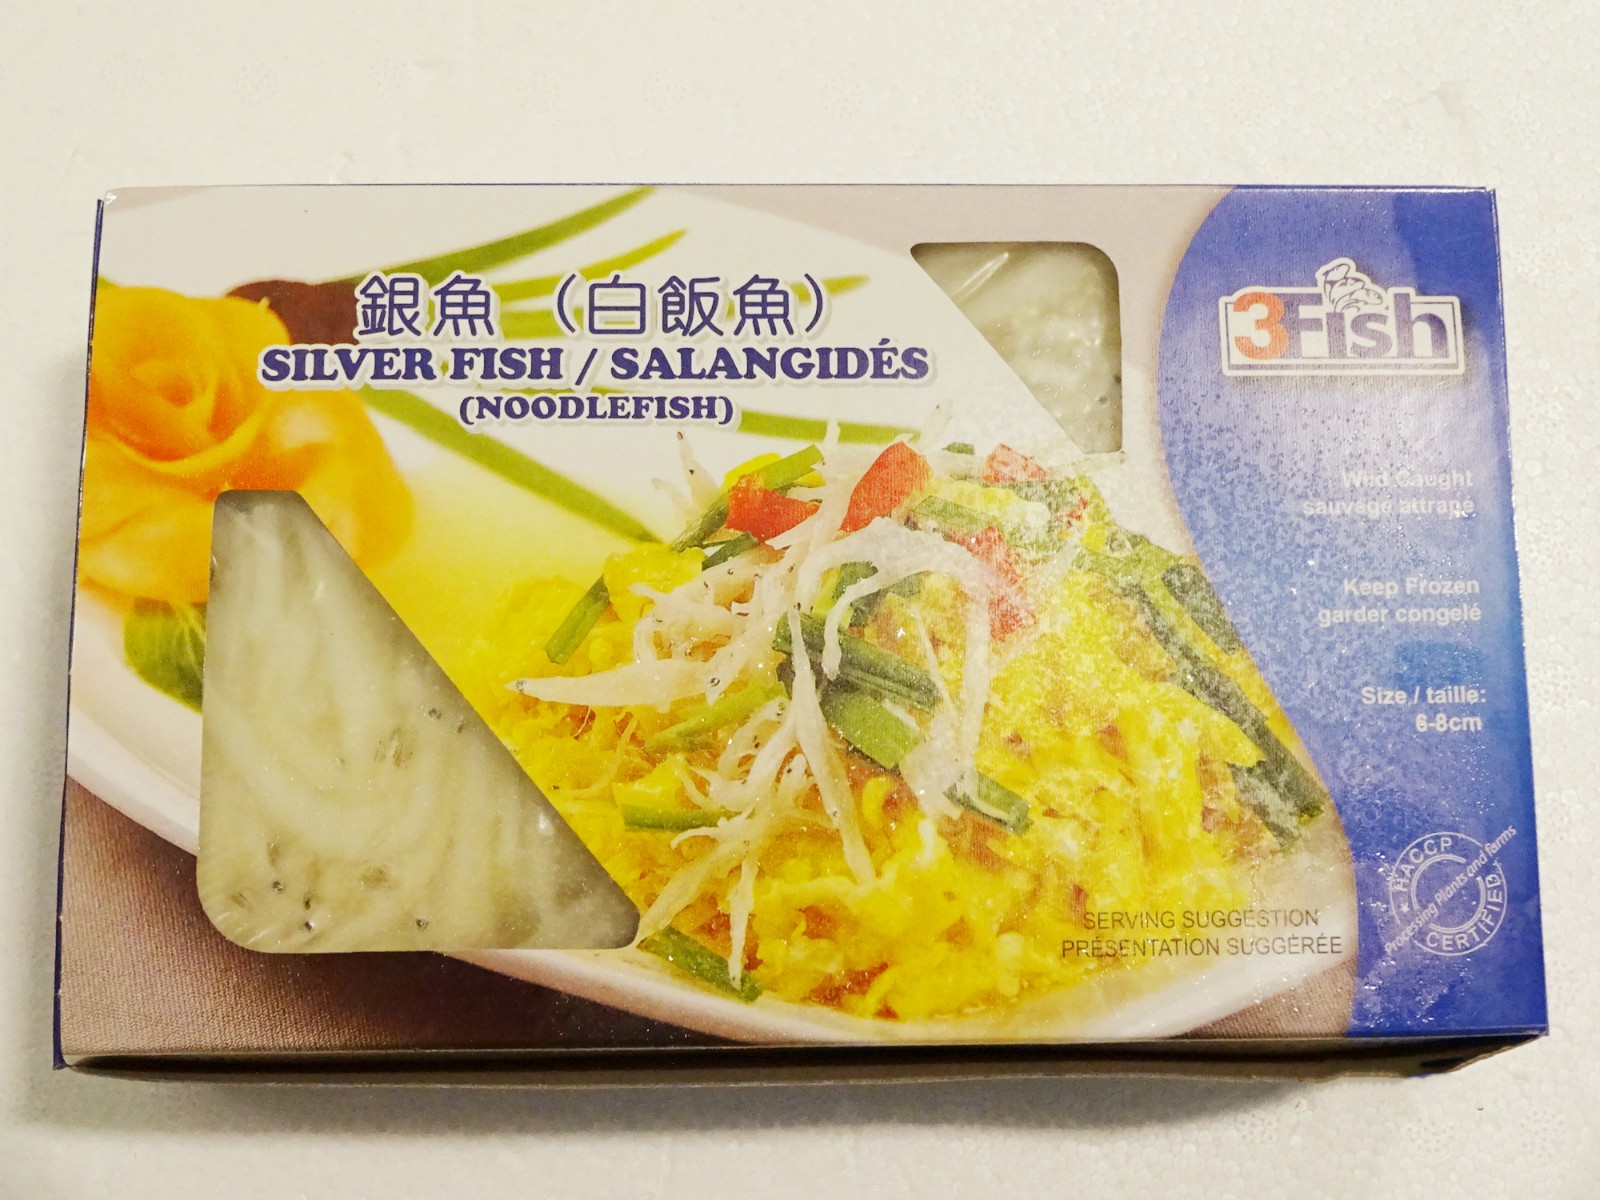 銀魚（白飯魚）
SILVER FISH / SALANGIDÉS
(NOODLEFISH)
3Fish
Wild Caught
sauvage attrape
Keep Frozen
garder congelé
Size / taille:
6-8cm
HACCP
Processing Plants and farms
CERTIFIED
SERVING SUGGESTION
PRÉSENTATION SUGGÉRÉE